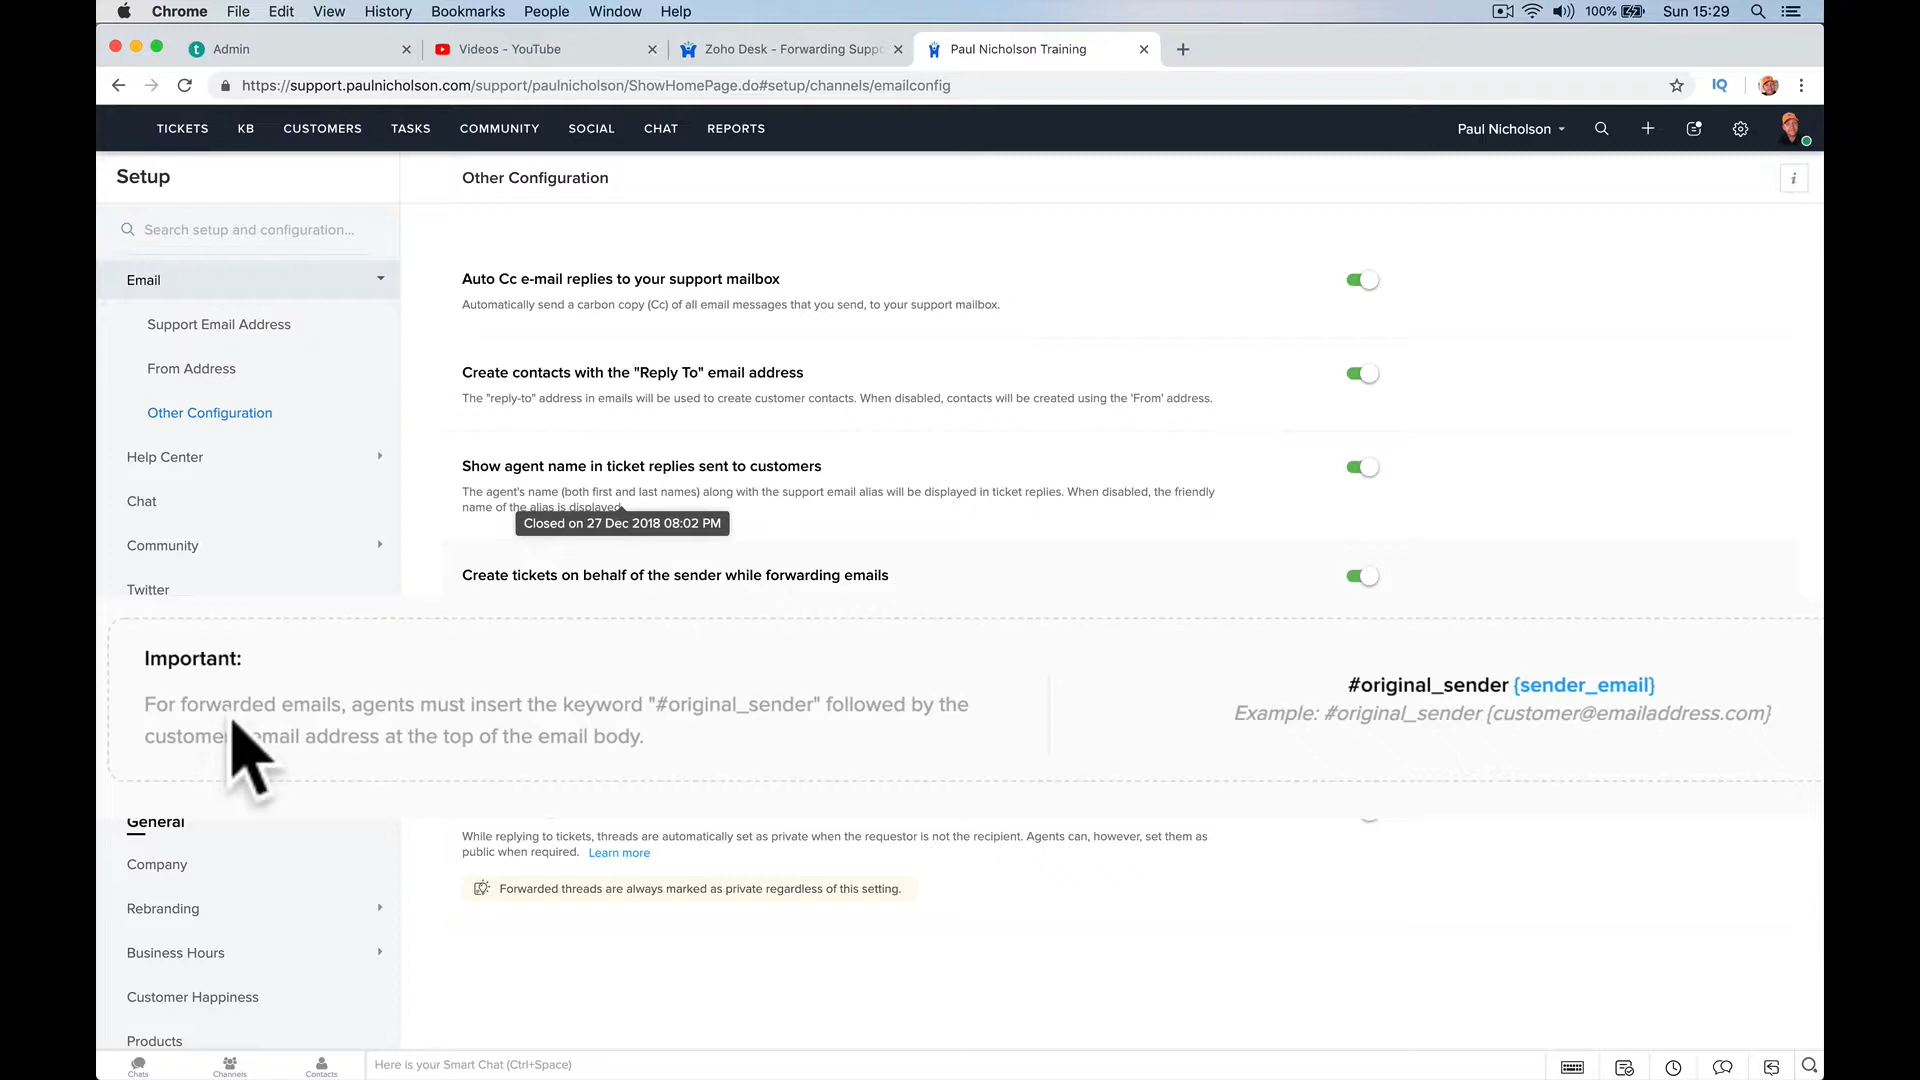 Chrome File Edit View History Bookmarks People Window Help 100% Sun 15:29
Admin Videos - YouTube Zoho Desk - Forwarding Suppo Paul Nicholson Training
https://support.paulnicholson.com/support/paulnicholson/ShowHomePage.do#setup/channels/emailconfig
IQ
TICKETS KB CUSTOMERS TASKS COMMUNITY SOCIAL CHAT REPORTS Paul Nicholson
Setup
Other Configuration
Search setup and configuration...
Email
Support Email Address
From Address
Other Configuration
Help Center
Chat
Community
Twitter
Auto Cc e-mail replies to your support mailbox
Automatically send a carbon copy (Cc) of all email messages that you send, to your support mailbox.
Create contacts with the "Reply To" email address
The "reply-to" address in emails will be used to create customer contacts. When disabled, contacts will be created using the 'From' address.
Show agent name in ticket replies sent to customers
The agent's name (both first and last names) along with the support email alias will be displayed in ticket replies. When disabled, the friendly
name of the alias is displayed.
Closed on 27 Dec 2018 08:02 PM
Create tickets on behalf of the sender while forwarding emails
Important:
For forwarded emails, agents must insert the keyword "#original_sender" followed by the
customer email address at the top of the email body.
#original_sender {sender_email}
Example: #original_sender {customer@emailaddress.com}
General
Company
Rebranding
Business Hours
Customer Happiness
Products
While replying to tickets, threads are automatically set as private when the requestor is not the recipient. Agents can, however, set them as
public when required. Learn more
Forwarded threads are always marked as private regardless of this setting.
Chats Channels Contacts Here is your Smart Chat (Ctrl+Space)